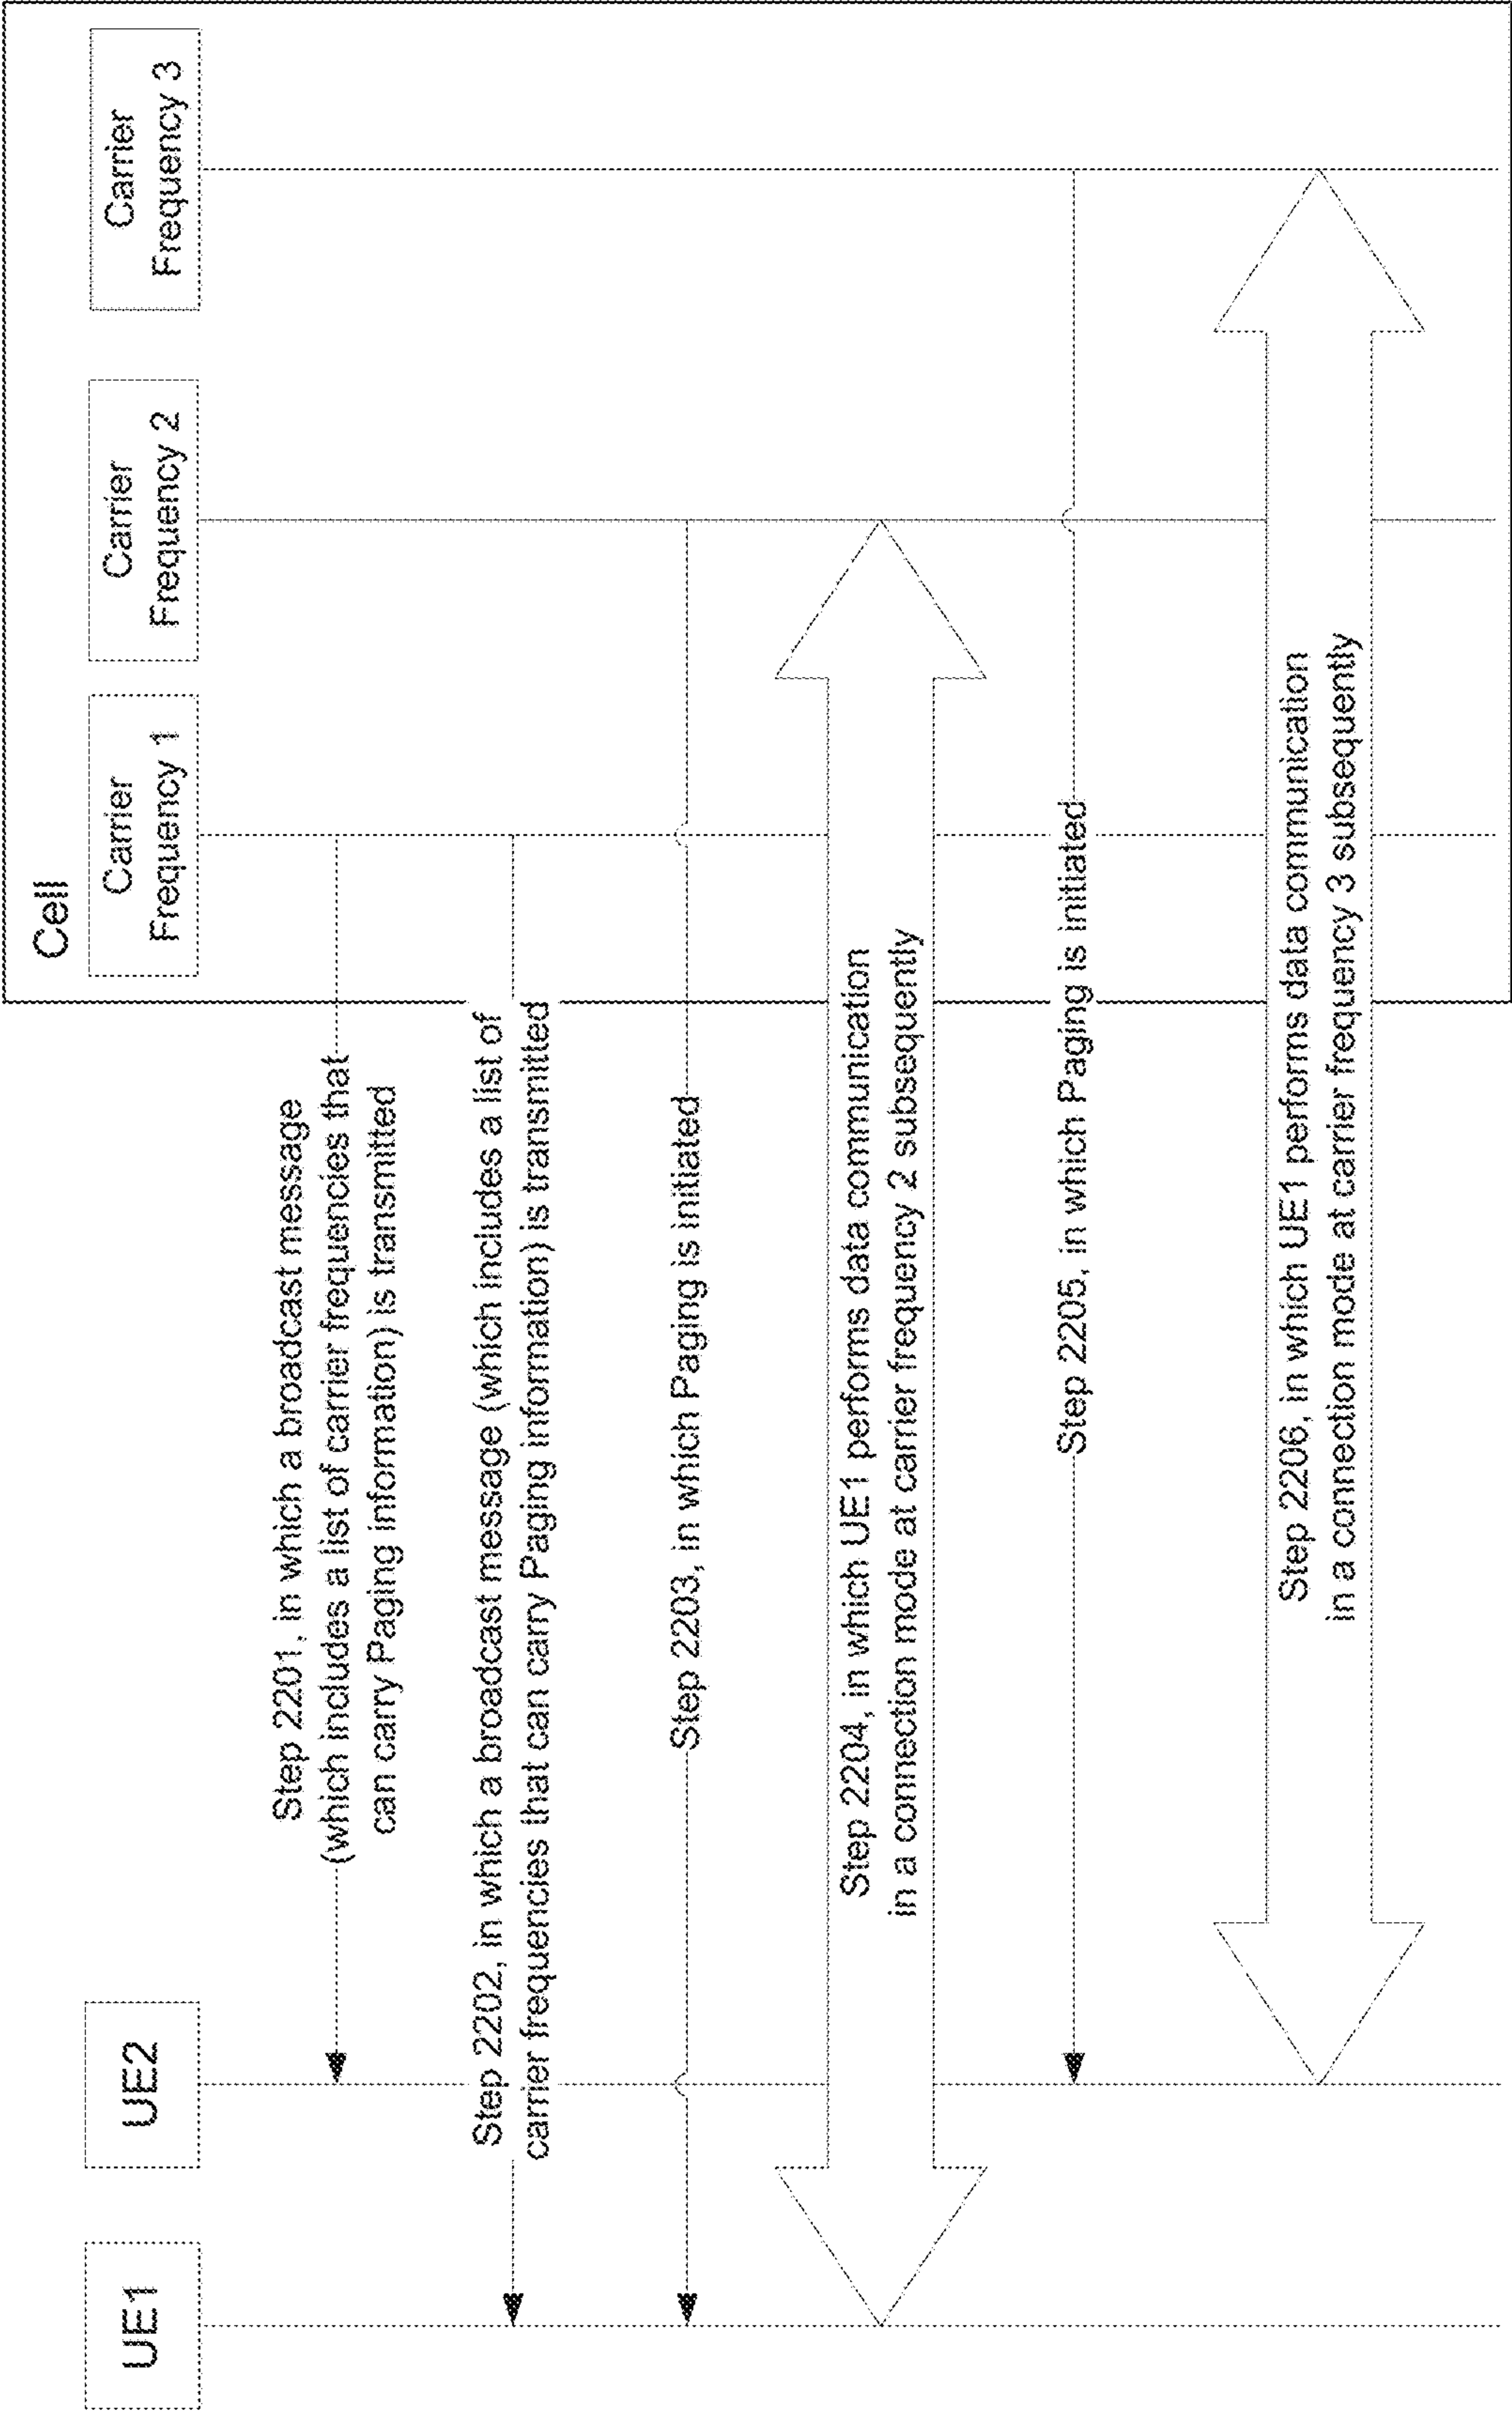 Cell
UE1
UE2
Carrier
Frequency 1
Carrier
Frequency 2
Carrier
Frequency 3
Step 2201, in which a broadcast message
(which includes a list of carrier frequencies that
can carry Paging information) is transmitted
Step 2202, in which a broadcast message (which includes a list of
carrier frequencies that can carry Paging information) is transmitted
Step 2203, in which Paging is initiated
Step 2204, in which UE1 performs data communication
in a connection mode at carrier frequency 2 subsequently
Step 2205, in which Paging is initiated
Step 2206, in which UE1 performs data communication
in a connection mode at carrier frequency 3 subsequently